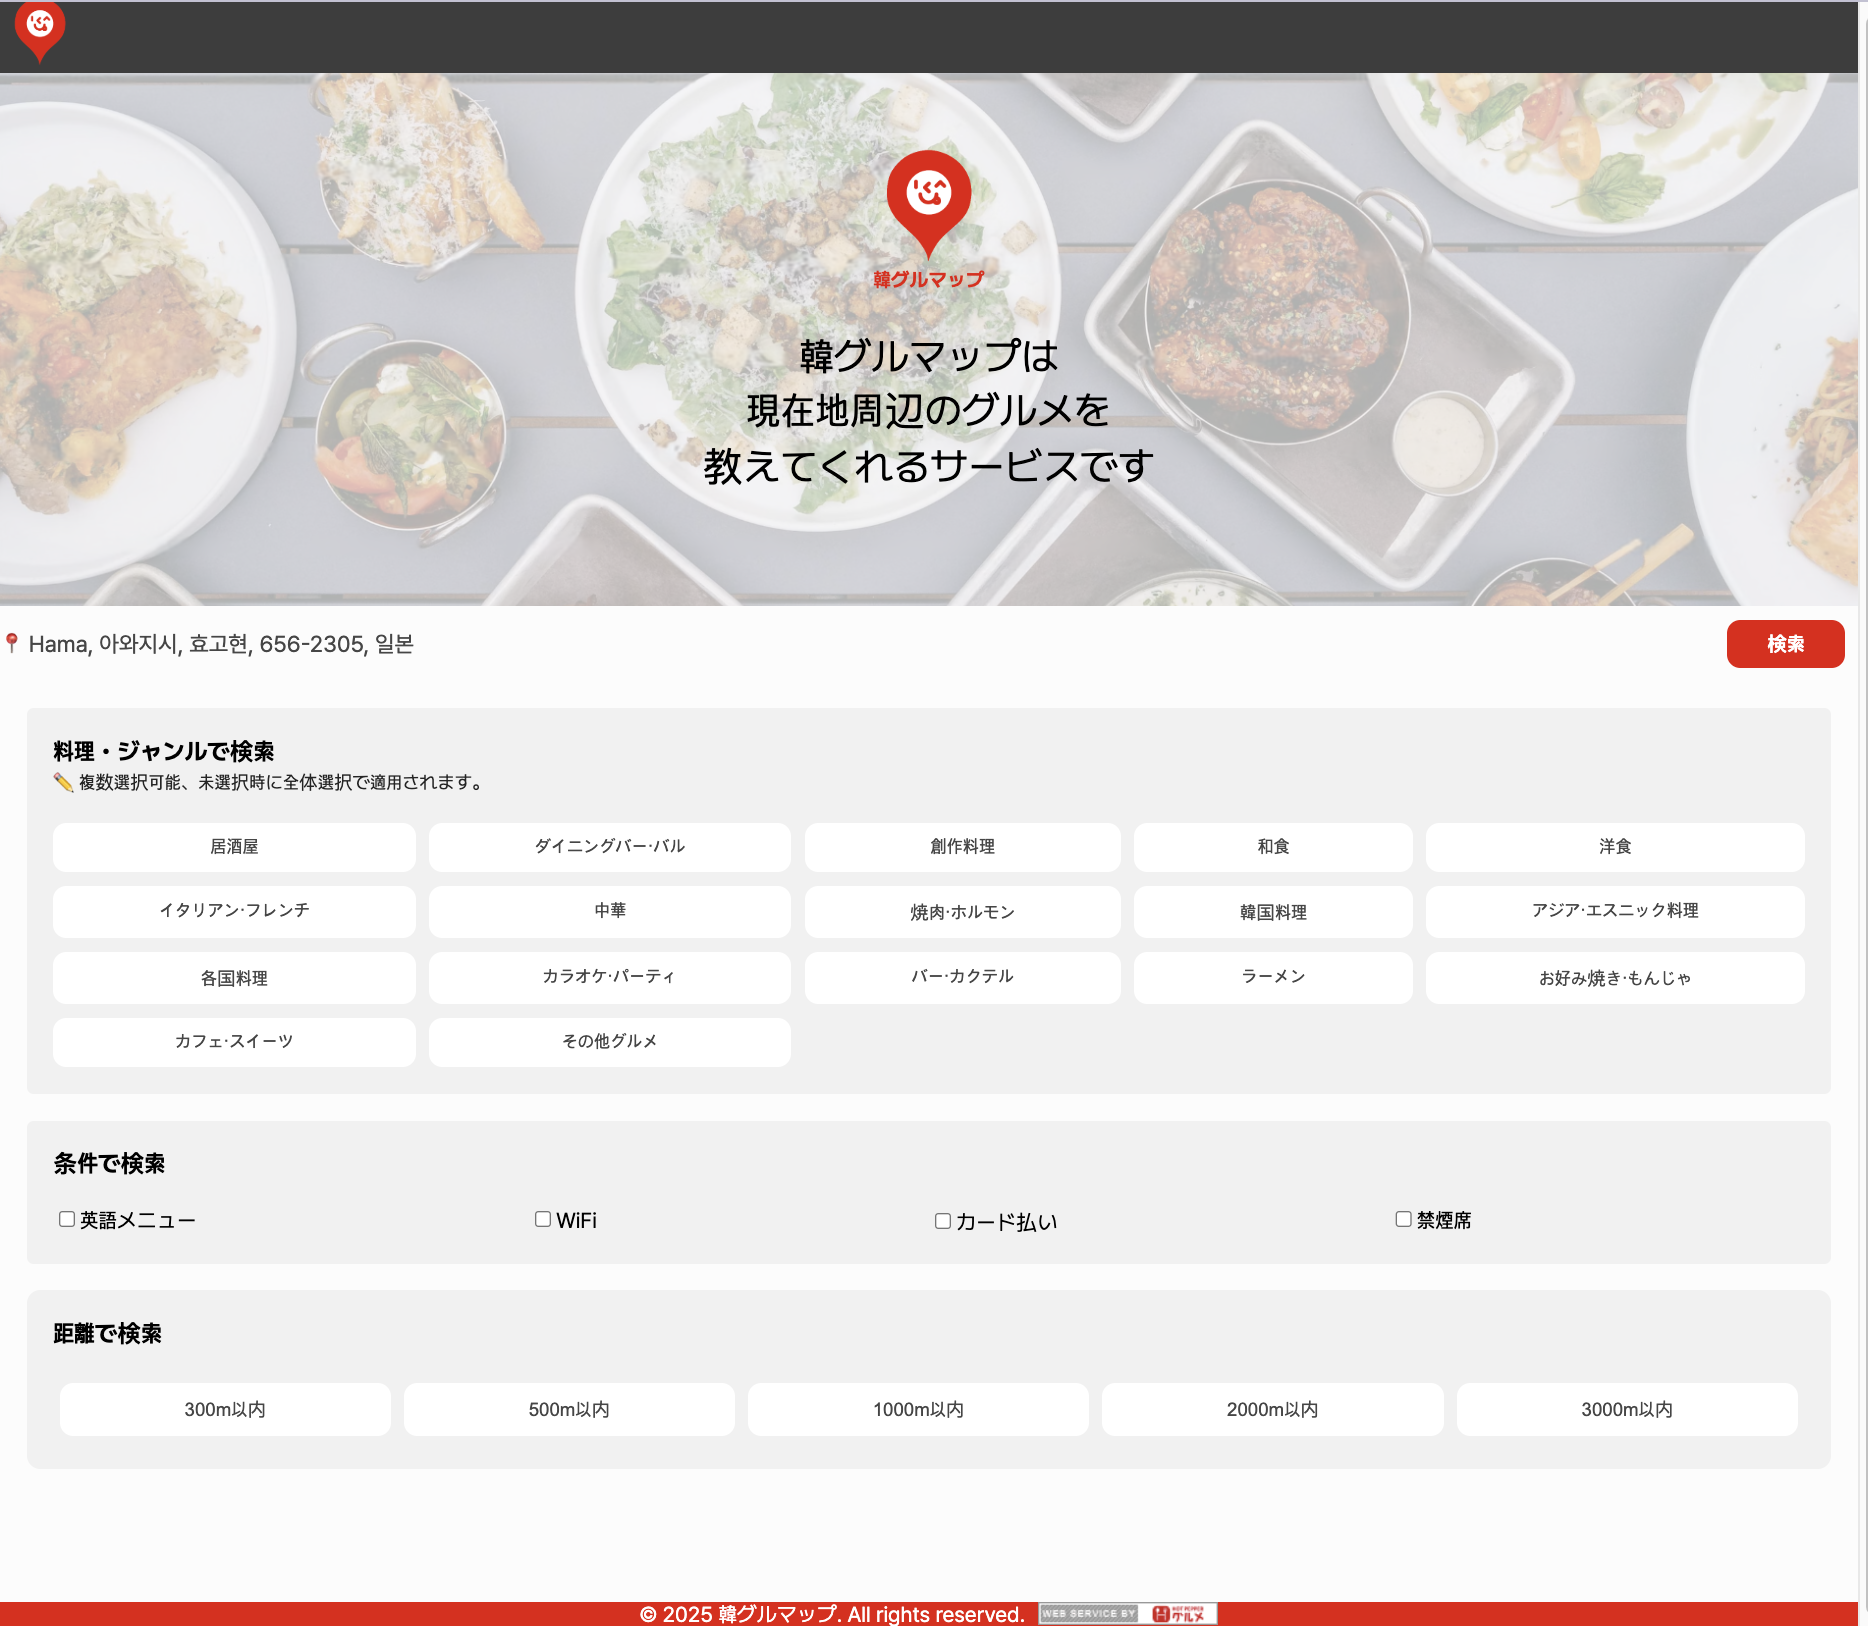 韓グルマップ
韓グルマップは
現在地周辺のグルメを
教えてくれるサービスです
Hama, 아와지시, 효고현, 656-2305, 일본
検索
料理・ジャンルで検索
複数選択可能、未選択時に全体選択で適用されます。
居酒屋 ダイニングバー·バル 創作料理 和食 洋食
イタリアン·フレンチ 中華 焼肉·ホルモン 韓国料理 アジア·エスニック料理
各国料理 カラオケ·パーティ バー·カクテル ラーメン お好み焼き·もんじゃ
カフェ·スイーツ その他グルメ
条件で検索
英語メニュー WiFi カード払い 禁煙席
距離で検索
300m以内 500m以内 1000m以内 2000m以内 3000m以内
© 2025 韓グルマップ. All rights reserved. WEB SERVICE BY HOT PEPPER グルメ